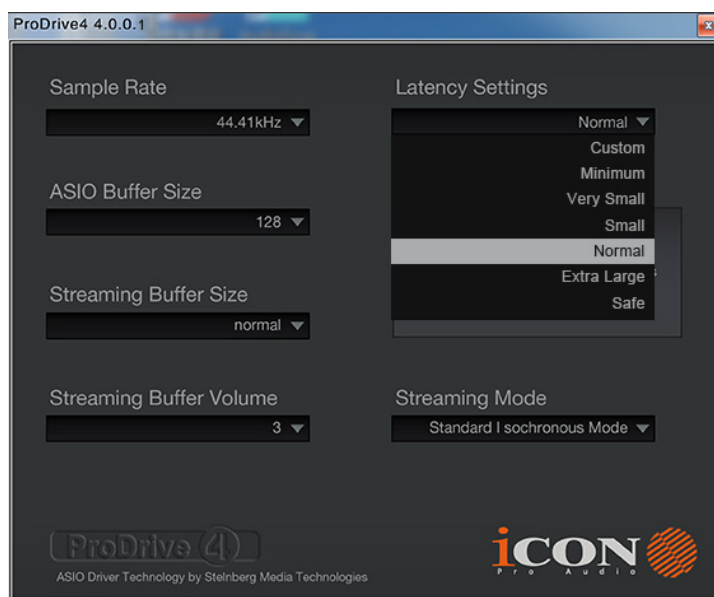 ProDrive4 4.0.0.1
Sample Rate
44.41kHz
ASIO Buffer Size
128
Streaming Buffer Size
normal
Streaming Buffer Volume
3
Latency Settings
Normal
Custom
Minimum
Very Small
Small
Normal
Extra Large
Safe
Streaming Mode
Standard I sochronous Mode
ProDrive 4
ASIO Driver Technology by Steinberg Media Technologies
iCON
Pro Audio